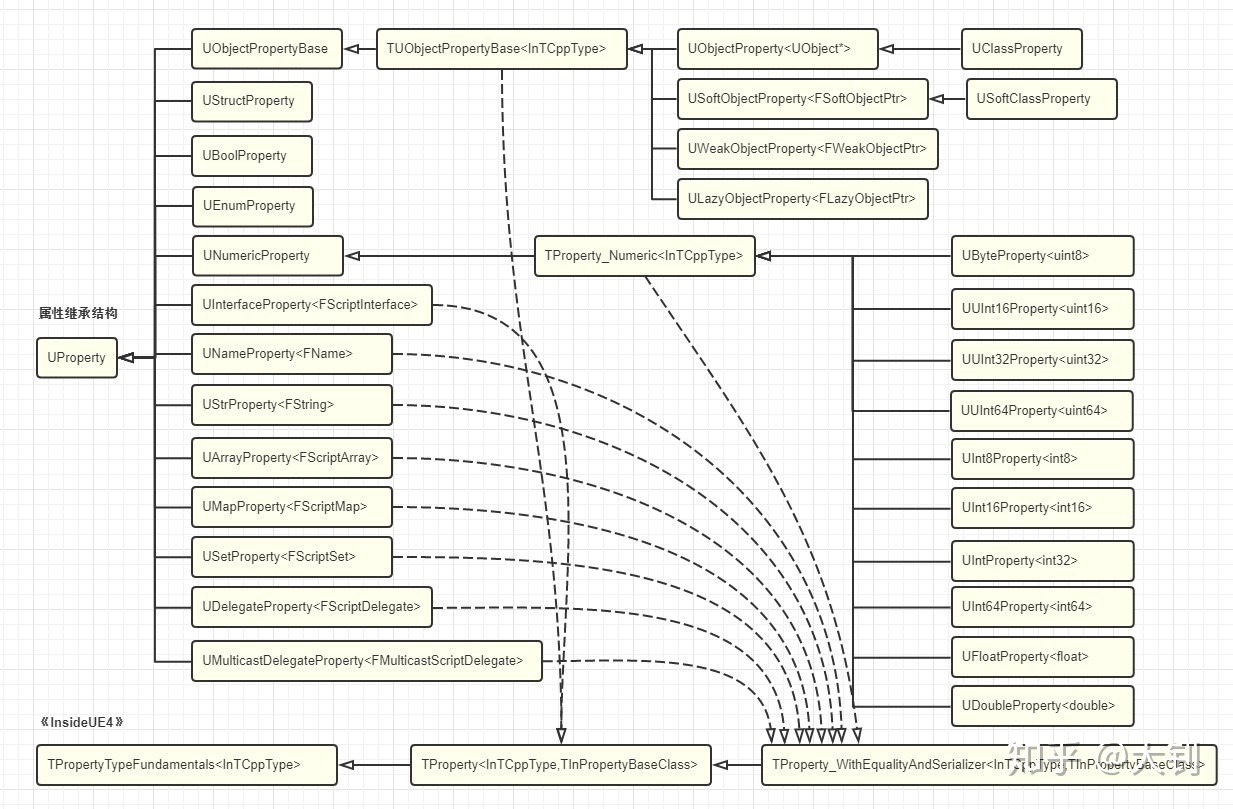 UObjectPropertyBase
TUObjectPropertyBase<InTCppType>
UObjectProperty<UObject*>
UClassProperty
UStructProperty
USoftObjectProperty<FSoftObjectPtr>
USoftClassProperty
UBoolProperty
UWeakObjectProperty<FWeakObjectPtr>
UEnumProperty
ULazyObjectProperty<FLazyObjectPtr>
UNumericProperty
TProperty_Numeric<InTCppType>
UByteProperty<uint8>
UInterfaceProperty<FScriptInterface>
UUInt16Property<uint16>
属性继承结构
UProperty
UNameProperty<FName>
UUInt32Property<uint32>
UStrProperty<FString>
UUInt64Property<uint64>
UArrayProperty<FScriptArray>
UInt8Property<int8>
UMapProperty<FScriptMap>
UInt16Property<int16>
USetProperty<FScriptSet>
UIntProperty<int32>
UDelegateProperty<FScriptDelegate>
UInt64Property<int64>
UMulticastDelegateProperty<FMulticastScriptDelegate>
UFloatProperty<float>
UDoubleProperty<double>
《InsideUE4》
TPropertyTypeFundamentals<InTCppType>
TProperty<InTCppType,TInPropertyBaseClass>
TProperty_WithEqualityAndSerializer<InTCppType,TInPropertyBaseClass>
知乎 @大钊